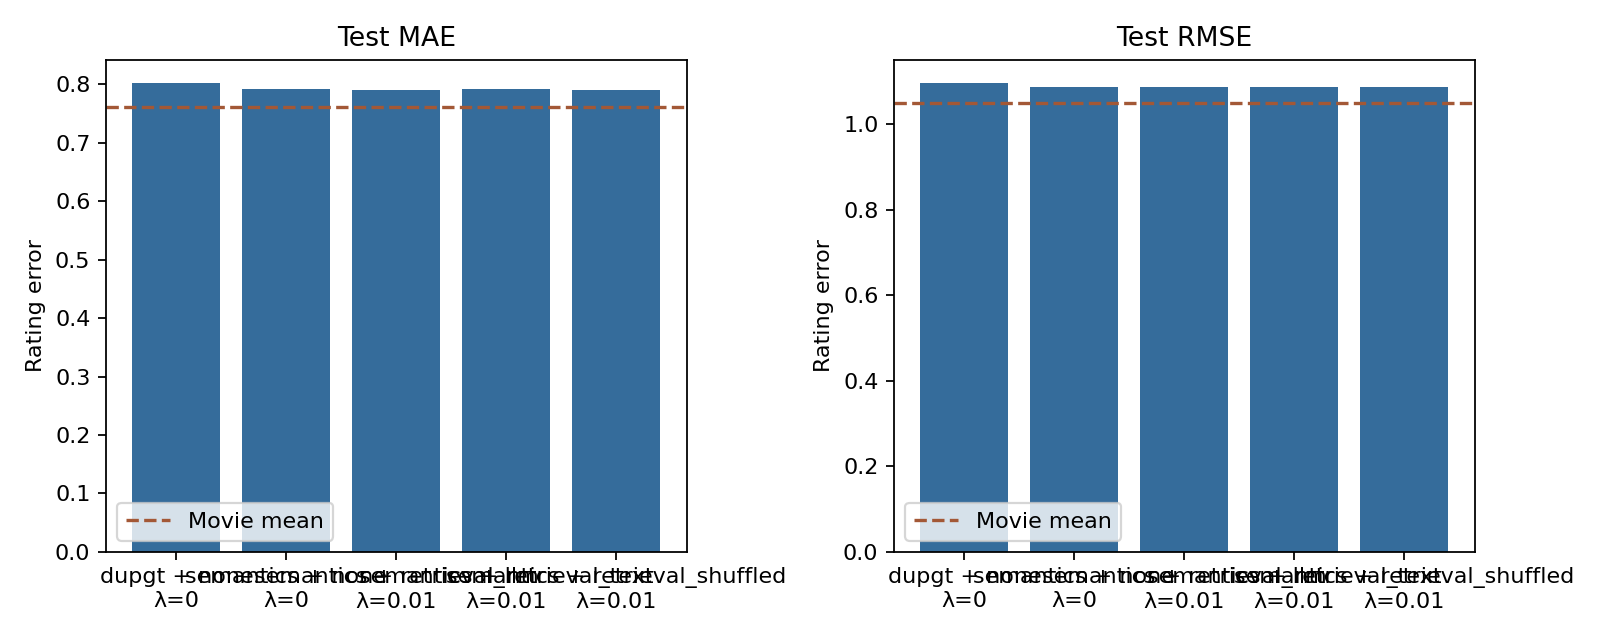 Test MAE
Rating error
0.8
0.7
0.6
0.5
0.4
0.3
0.2
0.1
0.0
Movie mean
dupgt +
λ=0
λ=0
λ=0.01
λ=0.01
λ=0.01
Test RMSE
Rating error
1.0
0.8
0.6
0.4
0.2
0.0
Movie mean
dupgt +
λ=0
λ=0
λ=0.01
λ=0.01
λ=0.01